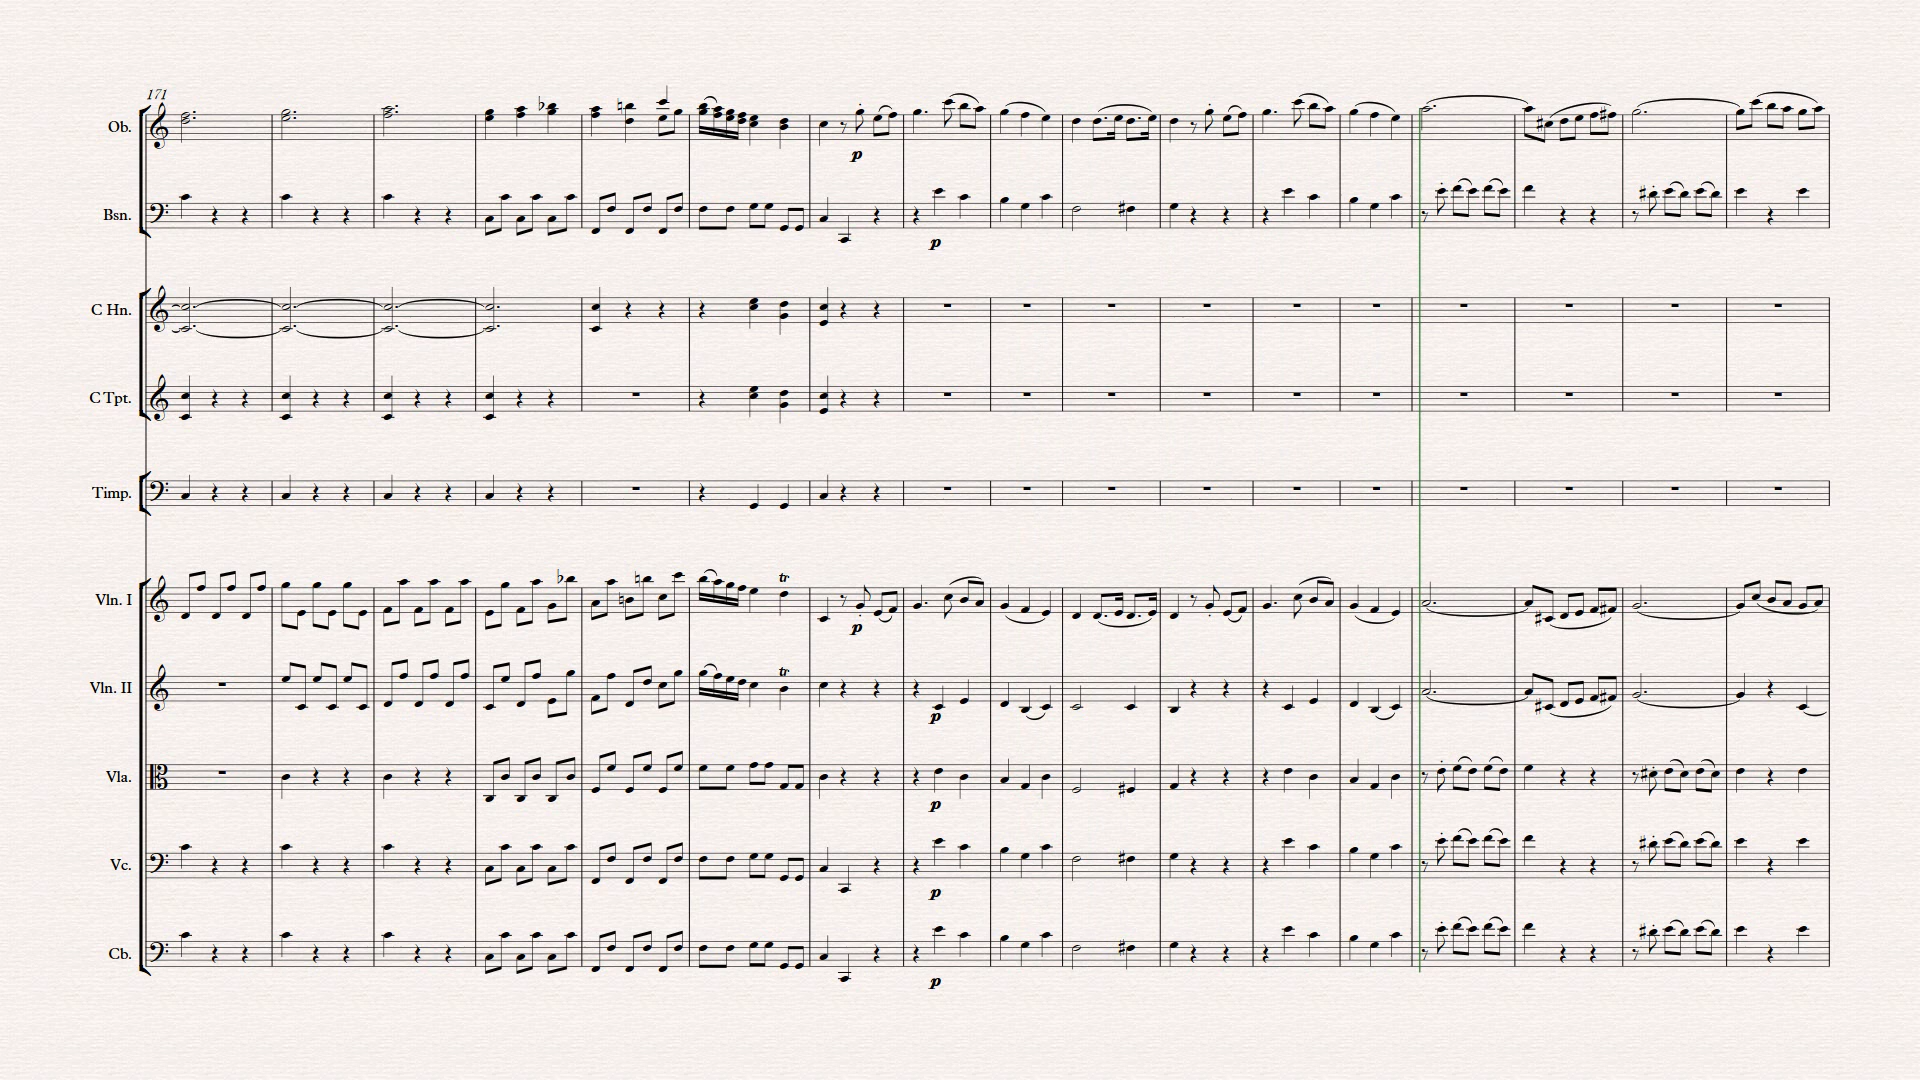 171
Ob.
p
Bsn.
p
C Hn.
C Tpt.
Timp.
tr
Vln. I
p
tr
Vln. II
p
Vla.
p
Vc.
p
Cb.
p